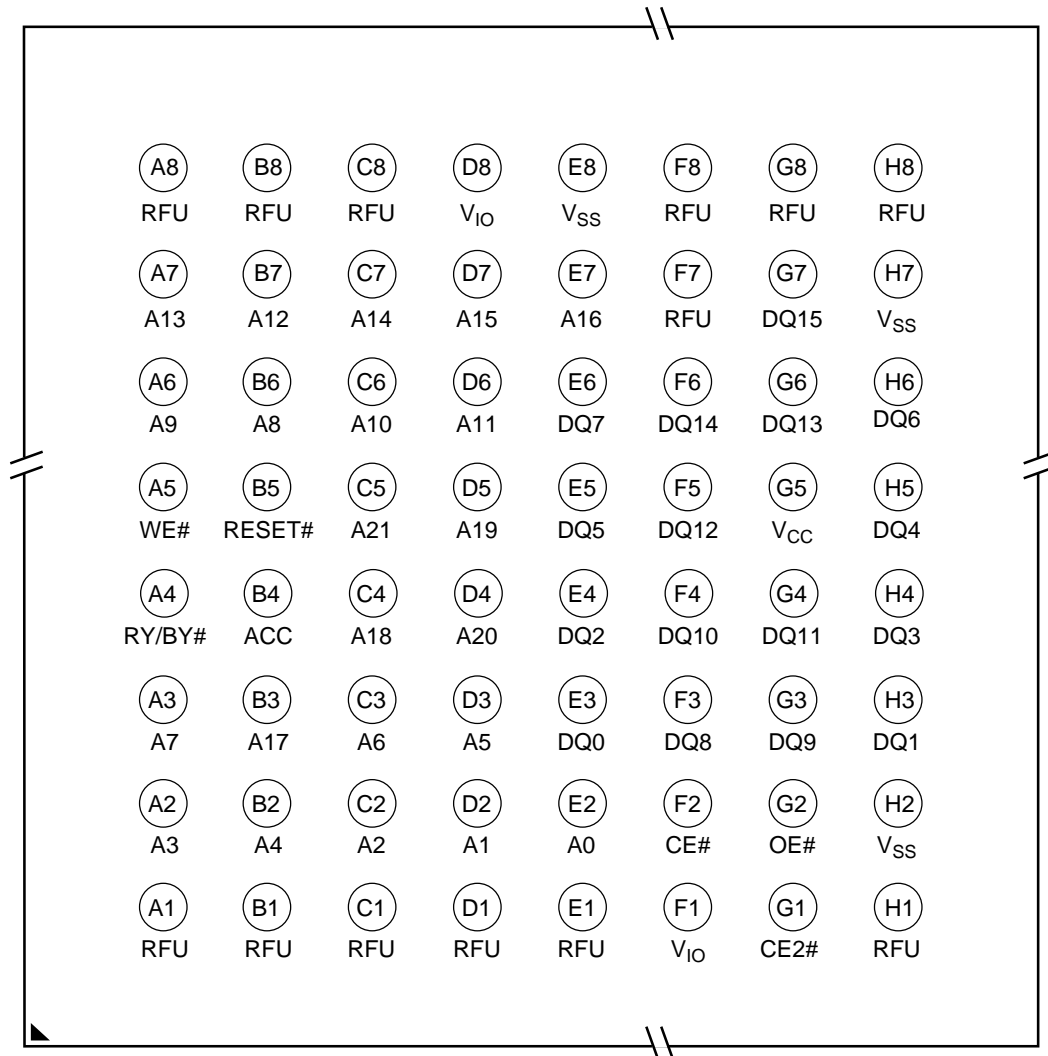 A8 B8 C8 D8 E8 F8 G8 H8
RFU RFU RFU VIO VSS RFU RFU RFU
A7 B7 C7 D7 E7 F7 G7 H7
A13 A12 A14 A15 A16 RFU DQ15 VSS
A6 B6 C6 D6 E6 F6 G6 H6
A9 A8 A10 A11 DQ7 DQ14 DQ13 DQ6
A5 B5 C5 D5 E5 F5 G5 H5
WE# RESET# A21 A19 DQ5 DQ12 VCC DQ4
A4 B4 C4 D4 E4 F4 G4 H4
RY/BY# ACC A18 A20 DQ2 DQ10 DQ11 DQ3
A3 B3 C3 D3 E3 F3 G3 H3
A7 A17 A6 A5 DQ0 DQ8 DQ9 DQ1
A2 B2 C2 D2 E2 F2 G2 H2
A3 A4 A2 A1 A0 CE# OE# VSS
A1 B1 C1 D1 E1 F1 G1 H1
RFU RFU RFU RFU RFU VIO CE2# RFU